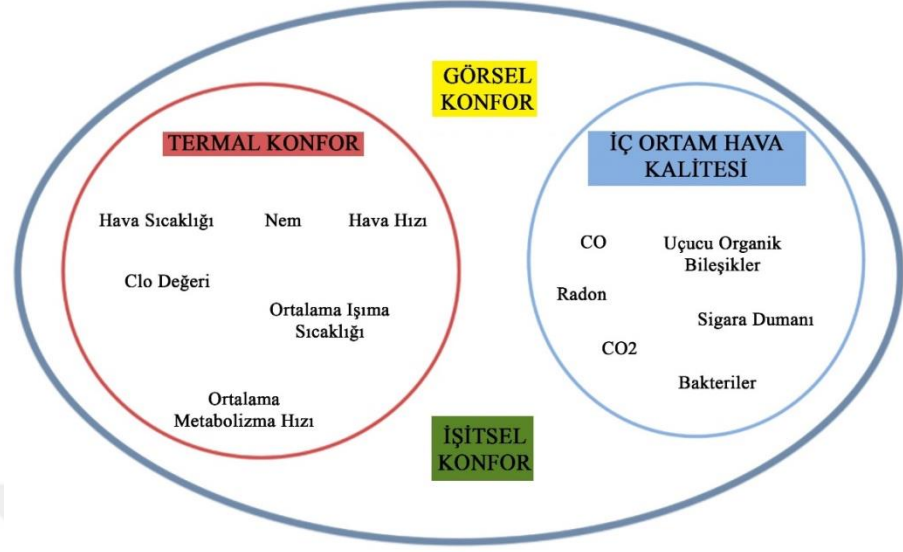 GÖRSEL
KONFOR
TERMAL KONFOR
Hava Sıcaklığı
Nem
Hava Hızı
Clo Değeri
Ortalama Işıma
Sıcaklığı
Ortalama
Metabolizma Hızı
İÇ ORTAM HAVA
KALİTESİ
CO
Uçucu Organik
Bileşikler
Radon
Sigara Dumanı
CO2
Bakteriler
İŞİTSEL
KONFOR